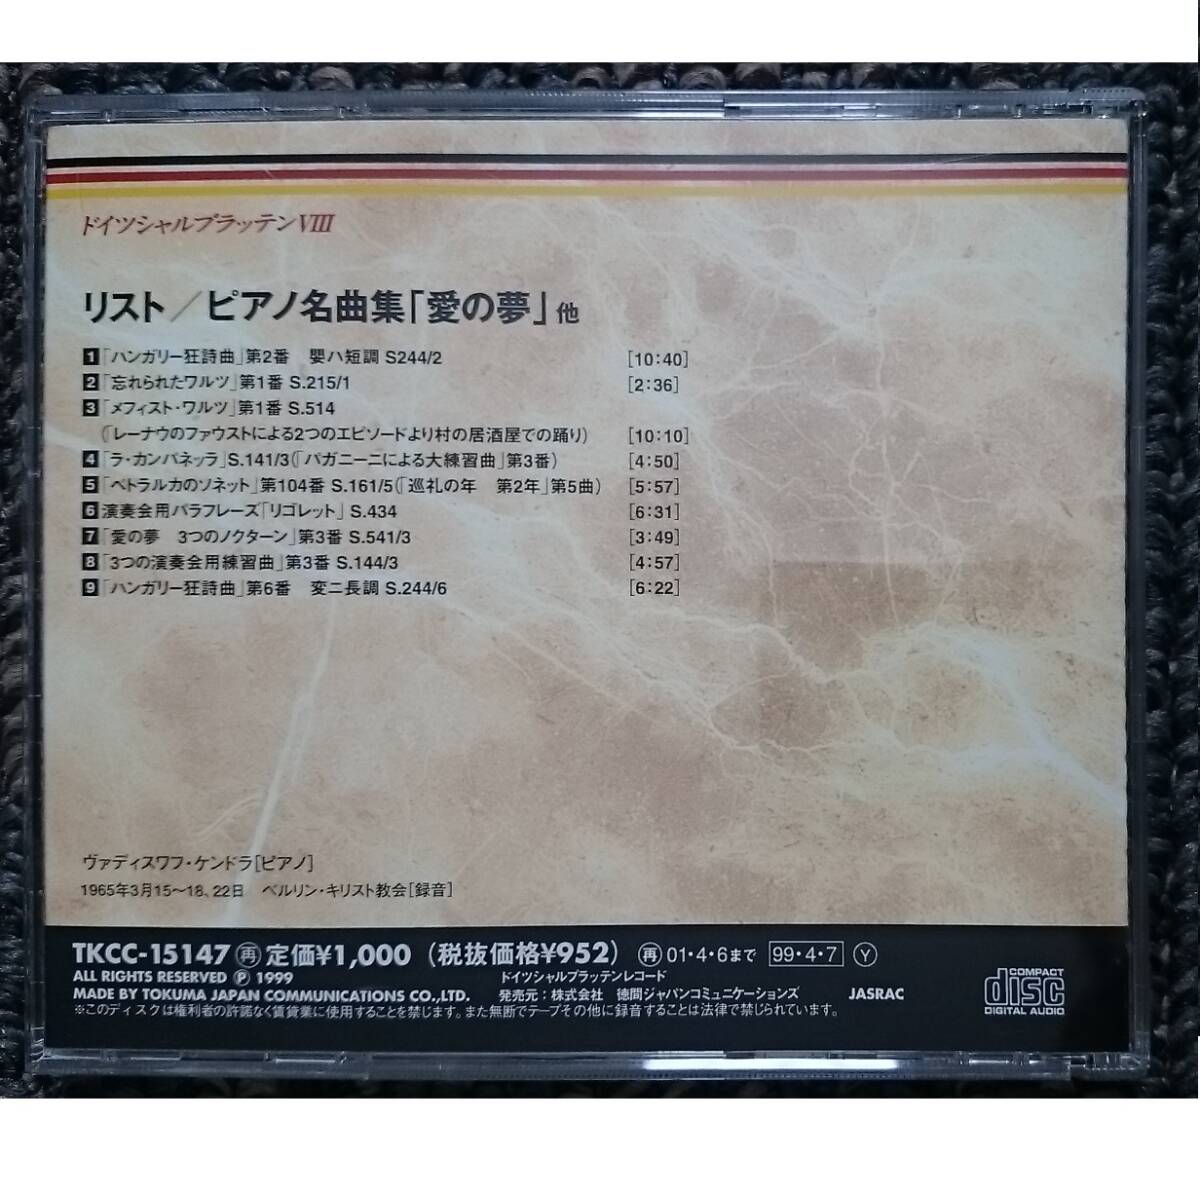 ドイツシャルプラッテンVIII
リスト／ピアノ名曲集「愛の夢」他
1 「ハンガリー狂詩曲」第2番 嬰ハ短調 S244/2 [10:40]
2 「忘れられたワルツ」第1番 S.215/1 [2:36]
3 「メフィスト・ワルツ」第1番 S.514
(「レーナウのファウストによる2つのエピソードより村の居酒屋での踊り) [10:10]
4 「ラ・カンパネッラ」S.141/3(「パガニーニによる大練習曲」第3番) [4:50]
5 「ペトラルカのソネット」第104番 S.161/5(「巡礼の年 第2年」第5曲) [5:57]
6 演奏会用パラフレーズ「リゴレット」S.434 [6:31]
7 「愛の夢 3つのノクターン」第3番 S.541/3 [3:49]
8 「3つの演奏会用練習曲」第3番 S.144/3 [4:57]
9 「ハンガリー狂詩曲」第6番 変ニ長調 S.244/6 [6:22]
ヴァディスワフ・ケンドラ[ピアノ]
1965年3月15〜18、22日 ベルリン・キリスト教会[録音]
TKCC-15147 再 定価¥1,000 (税抜価格¥952) 再 01・4・6まで 99・4・7 Y
ALL RIGHTS RESERVED Ⓟ 1999 ドイツシャルプラッテンレコード
MADE BY TOKUMA JAPAN COMMUNICATIONS CO.,LTD. 発売元：株式会社 徳間ジャパンコミュニケーションズ JASRAC
※このディスクは権利者の許諾なく賃貸業に使用することを禁じます。また無断でテープその他に録音することは法律で禁じられています。
COMPACT
disc
DIGITAL AUDIO